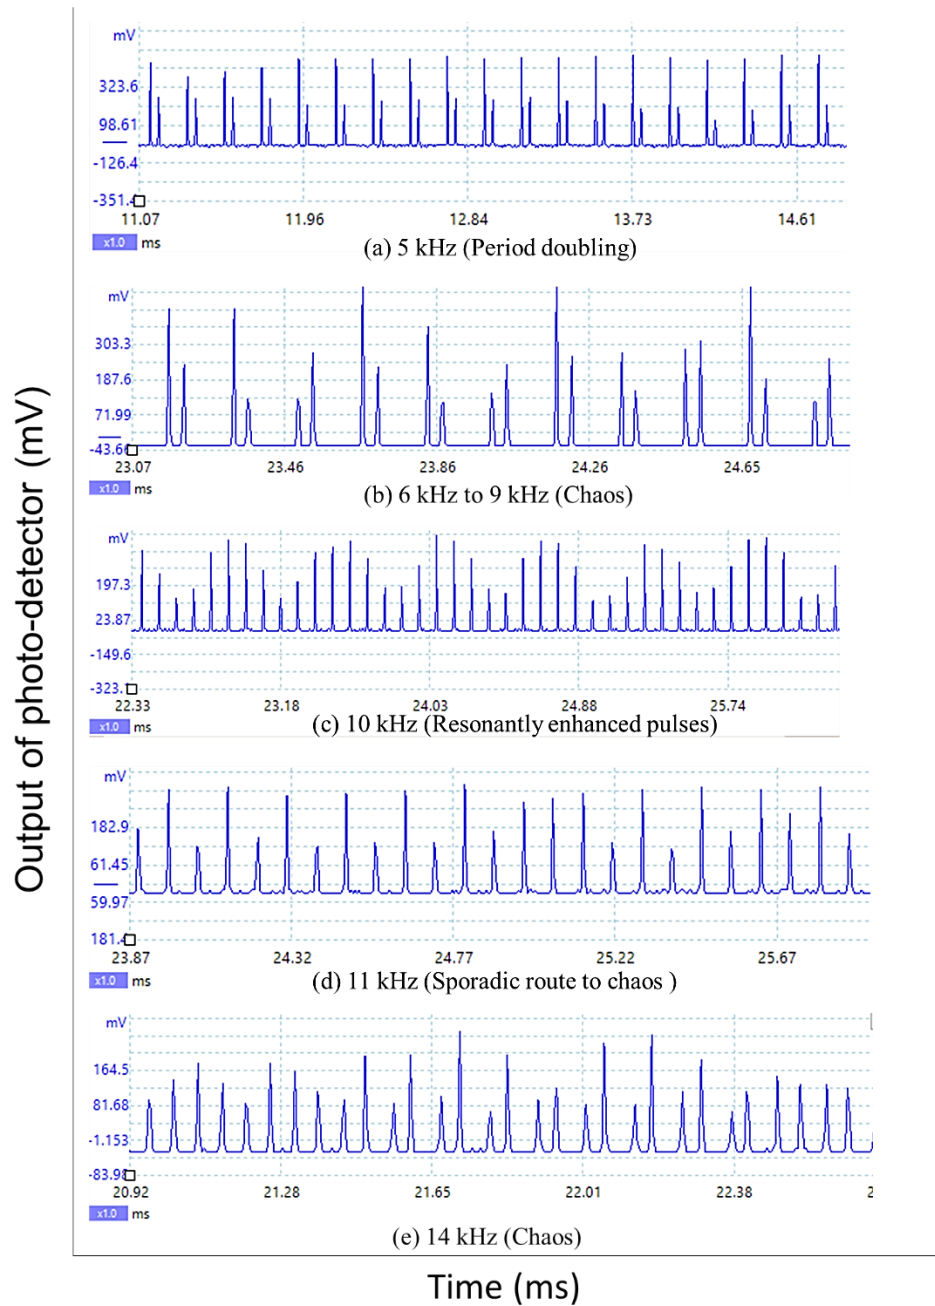 Output of photo-detector (mV)
mV
323.6
98.61
-126.4
-351.
11.07 11.96 12.84 13.73 14.61
x1.0 ms
(a) 5 kHz (Period doubling)
mV
303.3
187.6
71.99
-43.6
23.07 23.46 23.86 24.26 24.65
x1.0 ms
(b) 6 kHz to 9 kHz (Chaos)
mV
197.3
23.87
-149.6
-323.
22.33 23.18 24.03 24.88 25.74
x1.0 ms
(c) 10 kHz (Resonantly enhanced pulses)
mV
182.9
61.45
59.97
181.
23.87 24.32 24.77 25.22 25.67
x1.0 ms
(d) 11 kHz (Sporadic route to chaos )
mV
164.5
81.68
-1.153
-83.9
20.92 21.28 21.65 22.01 22.38 2
x1.0 ms
(e) 14 kHz (Chaos)
Time (ms)